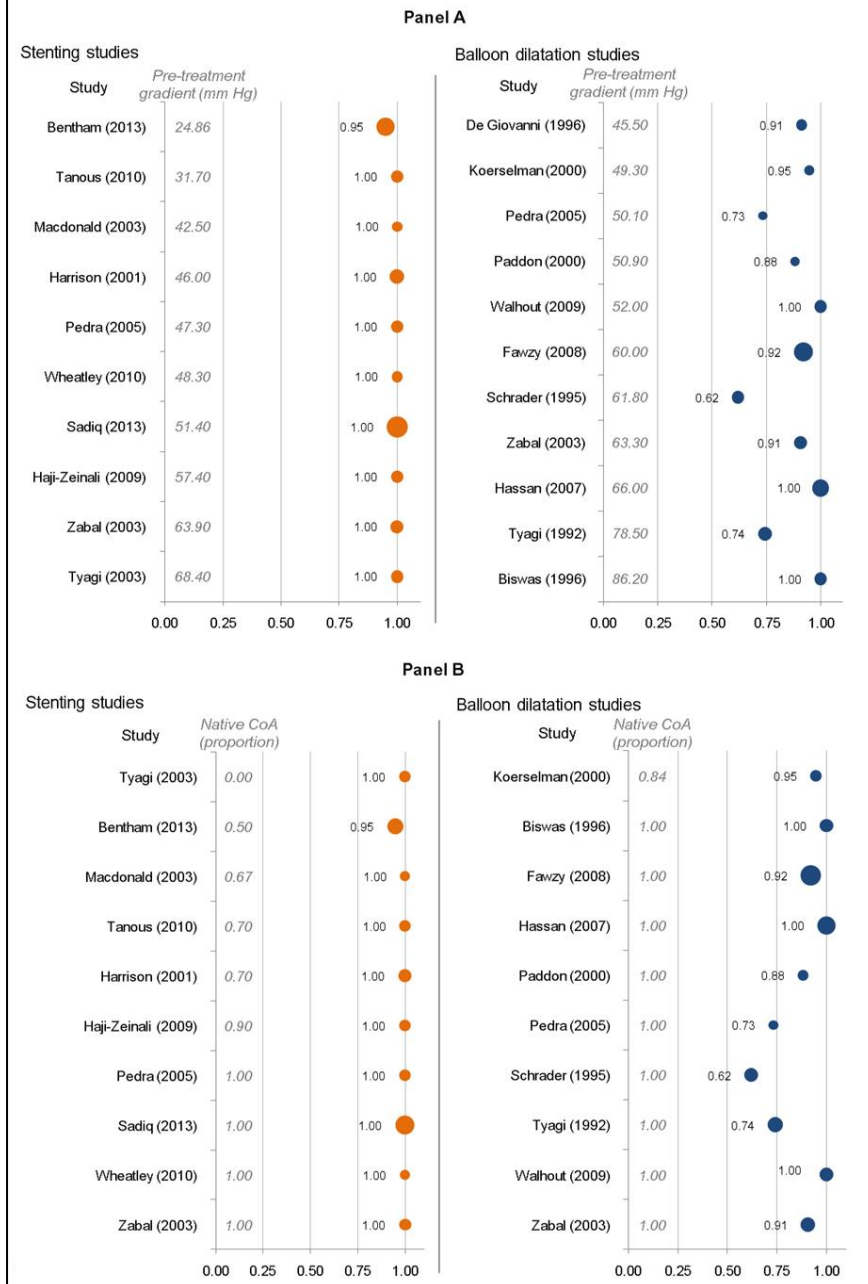 Panel A
Stenting studies
Study Pre-treatment gradient (mm Hg)
Bentham (2013) 24.86 0.95
Tanous (2010) 31.70 1.00
Macdonald (2003) 42.50 1.00
Harrison (2001) 46.00 1.00
Pedra (2005) 47.30 1.00
Wheatley (2010) 48.30 1.00
Sadiq (2013) 51.40 1.00
Haji-Zeinali (2009) 57.40 1.00
Zabal (2003) 63.90 1.00
Tyagi (2003) 68.40 1.00
0.00 0.25 0.50 0.75 1.00
Balloon dilatation studies
Study Pre-treatment gradient (mm Hg)
De Giovanni (1996) 45.50 0.91
Koerselman (2000) 49.30 0.95
Pedra (2005) 50.10 0.73
Paddon (2000) 50.90 0.88
Walhout (2009) 52.00 1.00
Fawzy (2008) 60.00 0.92
Schrader (1995) 61.80 0.62
Zabal (2003) 63.30 0.91
Hassan (2007) 66.00 1.00
Tyagi (1992) 78.50 0.74
Biswas (1996) 86.20 1.00
0.00 0.25 0.50 0.75 1.00
Panel B
Stenting studies
Study Native CoA (proportion)
Tyagi (2003) 0.00 1.00
Bentham (2013) 0.50 0.95
Macdonald (2003) 0.67 1.00
Tanous (2010) 0.70 1.00
Harrison (2001) 0.70 1.00
Haji-Zeinali (2009) 0.90 1.00
Pedra (2005) 1.00 1.00
Sadiq (2013) 1.00 1.00
Wheatley (2010) 1.00 1.00
Zabal (2003) 1.00 1.00
0.00 0.25 0.50 0.75 1.00
Balloon dilatation studies
Study Native CoA (proportion)
Koerselman (2000) 0.84 0.95
Biswas (1996) 1.00 1.00
Fawzy (2008) 1.00 0.92
Hassan (2007) 1.00 1.00
Paddon (2000) 1.00 0.88
Pedra (2005) 1.00 0.73
Schrader (1995) 1.00 0.62
Tyagi (1992) 1.00 0.74
Walhout (2009) 1.00 1.00
Zabal (2003) 1.00 0.91
0.00 0.25 0.50 0.75 1.00